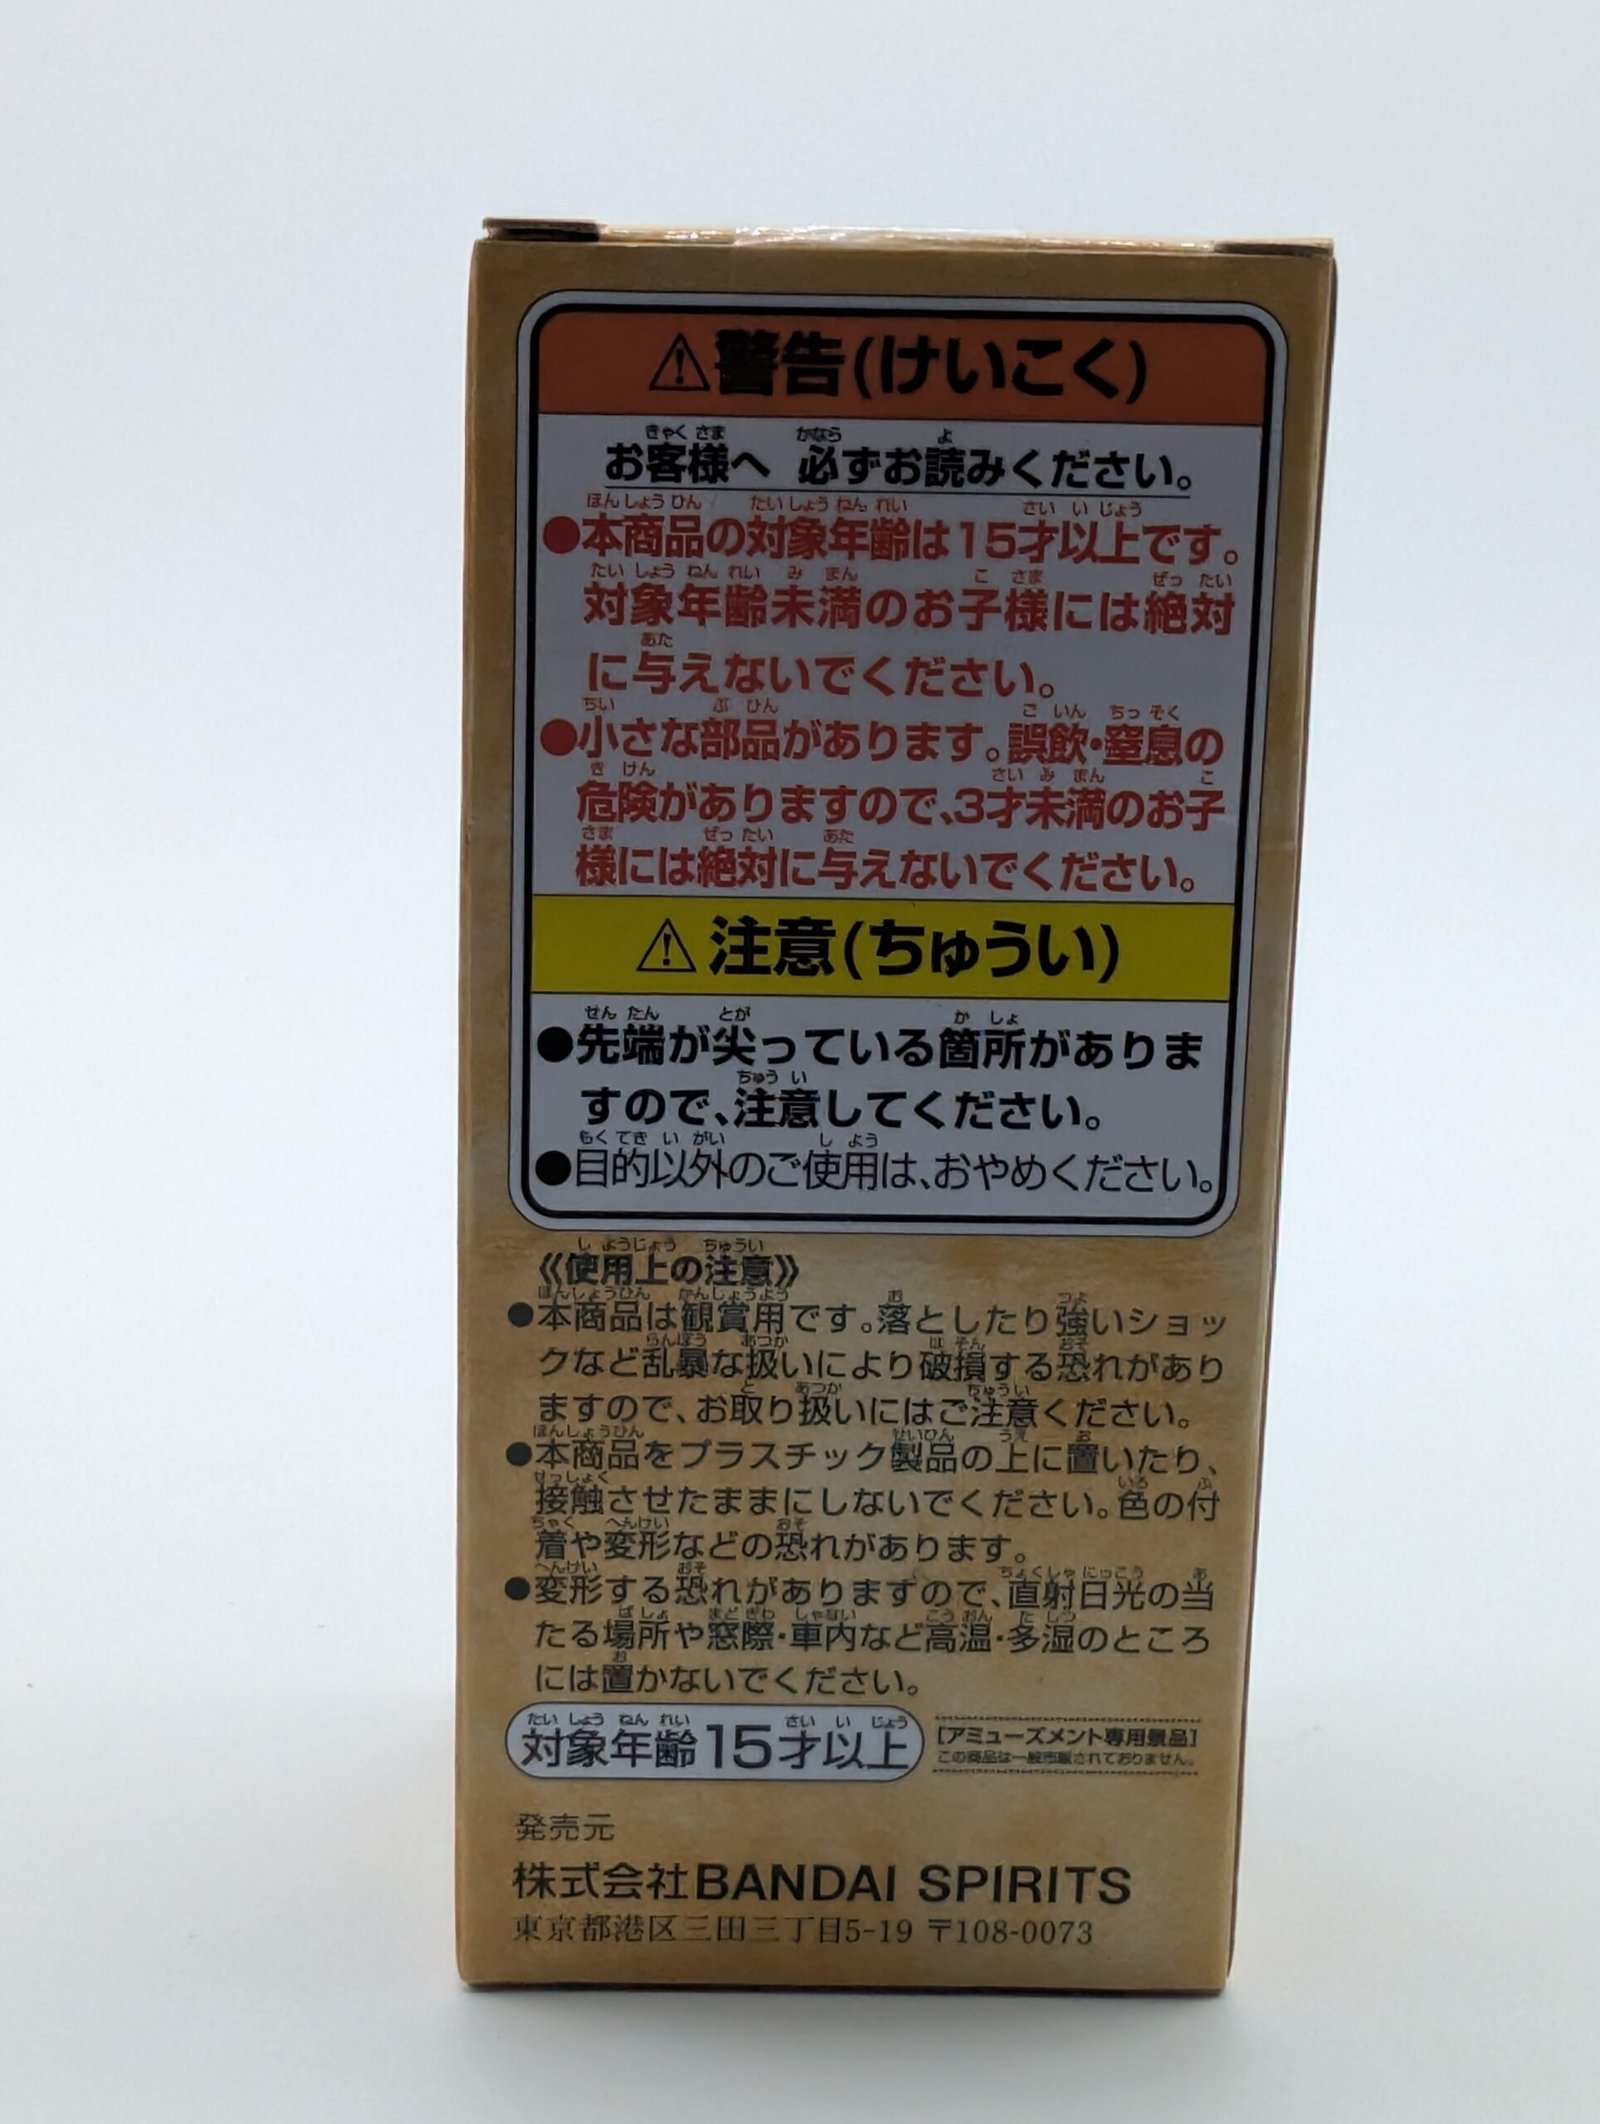 ⚠警告(けいこく)
お客様へ 必ずお読みください。
●本商品の対象年齢は15才以上です。
対象年齢未満のお子様には絶対
に与えないでください。
●小さな部品があります。誤飲・窒息の
危険がありますので、3才未満のお子
様には絶対に与えないでください。
⚠注意(ちゅうい)
●先端が尖っている箇所がありま
すので、注意してください。
●目的以外のご使用は、おやめください。
《使用上の注意》
●本商品は観賞用です。落としたり強いショッ
クなど乱暴な扱いにより破損する恐れがあり
ますので、お取り扱いにはご注意ください。
●本商品をプラスチック製品の上に置いたり、
接触させたままにしないでください。色の付
着や変形などの恐れがあります。
●変形する恐れがありますので、直射日光の当
たる場所や窓際・車内など高温・多湿のところ
には置かないでください。
対象年齢15才以上
[アミューズメント専用景品]
この商品は一般市販されておりません。
発売元
株式会社BANDAI SPIRITS
東京都港区三田三丁目5-19 〒108-0073